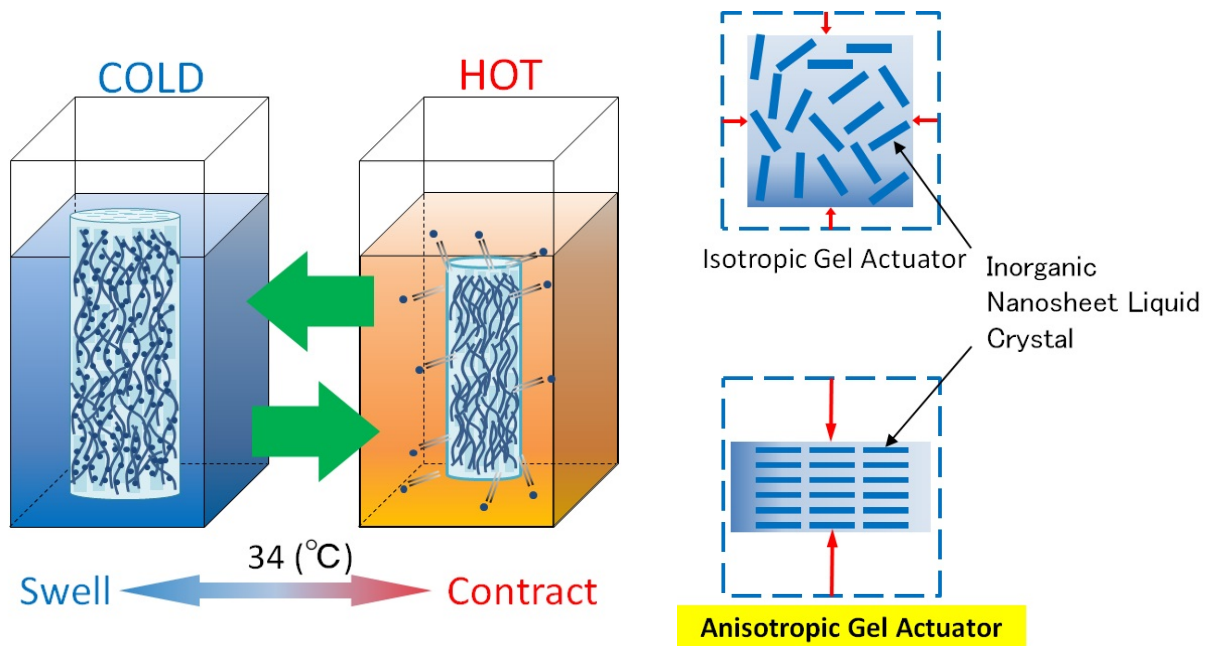 COLD
HOT
34 (℃)
Swell
Contract
Isotropic Gel Actuator
Inorganic
Nanosheet Liquid
Crystal
Anisotropic Gel Actuator